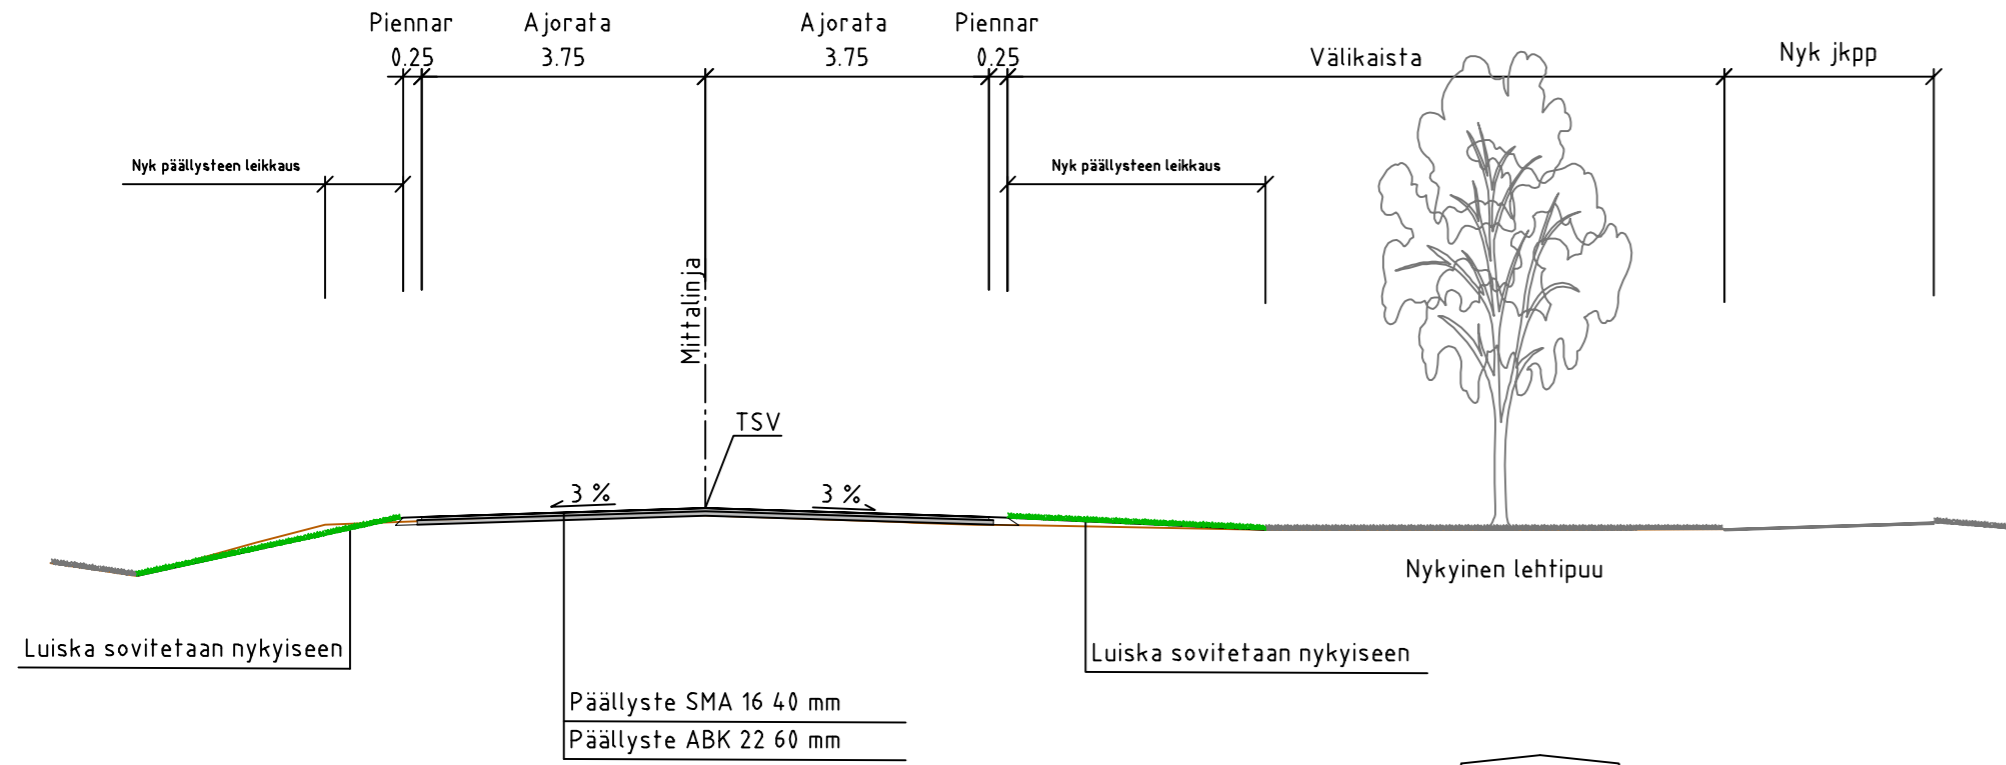 Piennar
0.25
Ajorata
3.75
Ajorata
3.75
Piennar
0.25
Välikaista
Nyk jkpp
Nyk päällysteen leikkaus
Nyk päällysteen leikkaus
Mittalinja
TSV
3 %
3 %
Nykyinen lehtipuu
Luiska sovitetaan nykyiseen
Luiska sovitetaan nykyiseen
Päällyste SMA 16 40 mm
Päällyste ABK 22 60 mm